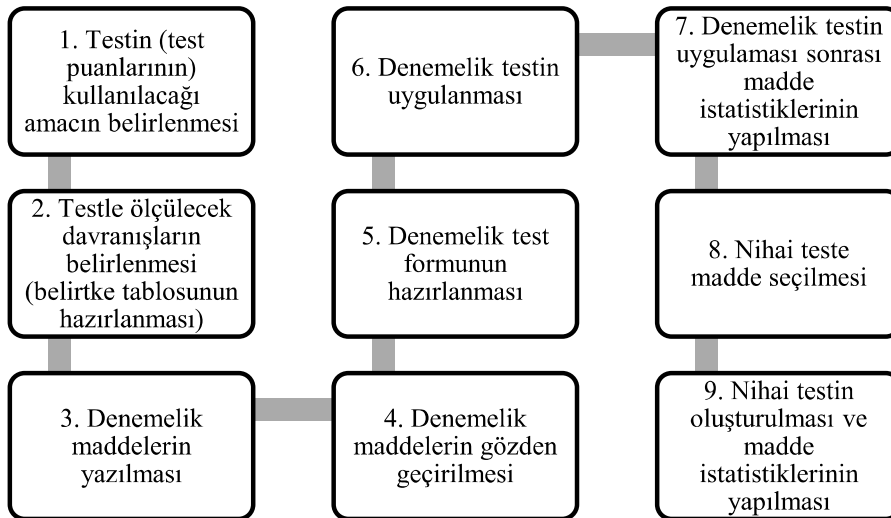 1. Testin (test
puanlarının)
kullanılacağı
amacın belirlenmesi
2. Testle ölçülecek
davranışların
belirlenmesi
(belirtke tablosunun
hazırlanması)
3. Denemelik
maddelerin
yazılması
4. Denemelik
maddelerin gözden
geçirilmesi
5. Denemelik test
formunun
hazırlanması
6. Denemelik testin
uygulanması
7. Denemelik testin
uygulaması sonrası
madde
istatistiklerinin
yapılması
8. Nihai teste
madde seçilmesi
9. Nihai testin
oluşturulması ve
madde
istatistiklerinin
yapılması